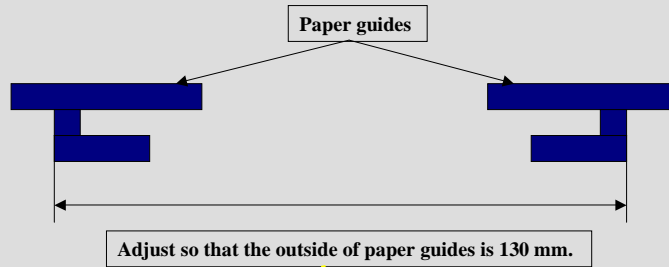 Paper guides
Adjust so that the outside of paper guides is 130 mm.